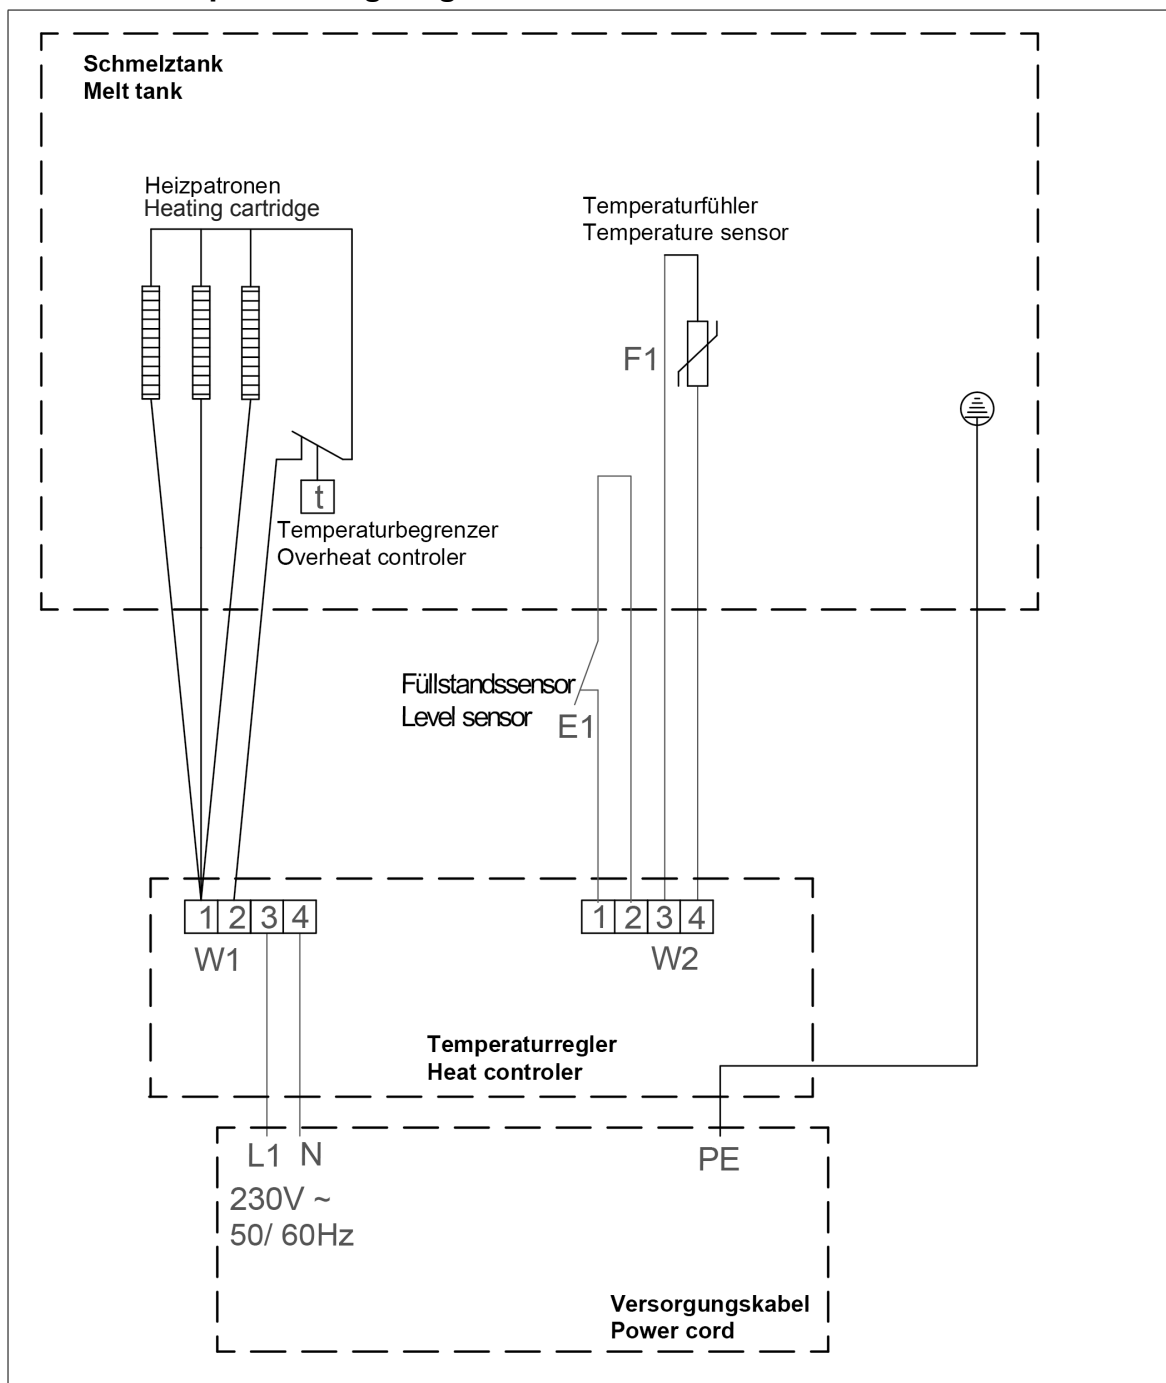 Schmelztank
Melt tank
Heizpatronen
Heating cartridge
Temperaturfühler
Temperature sensor
F1
t
Temperaturbegrenzer
Overheat controler
Füllstandssensor
Level sensor
E1
1 2 3 4
W1
1 2 3 4
W2
Temperaturregler
Heat controler
L1 N
PE
230V ~
50/ 60Hz
Versorgungskabel
Power cord